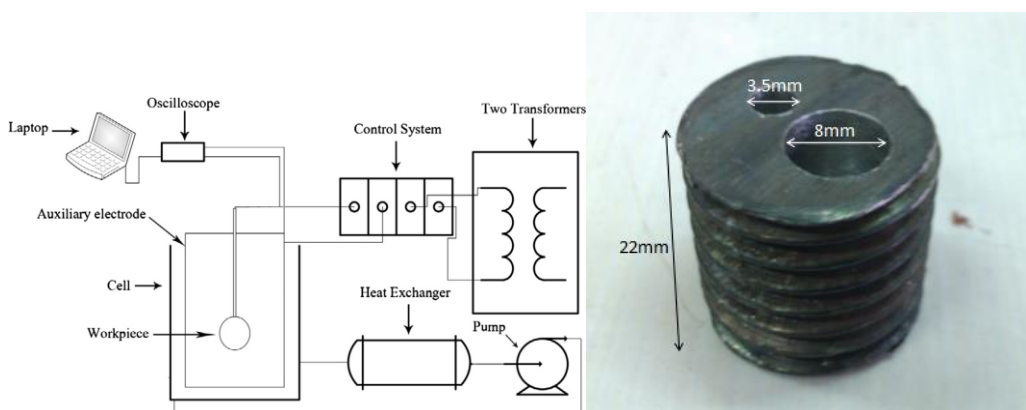 Laptop
Oscilloscope
Control System
Two Transformers
Auxiliary electrode
Cell
Workpiece
Heat Exchanger
Pump
3.5mm
8mm
22mm